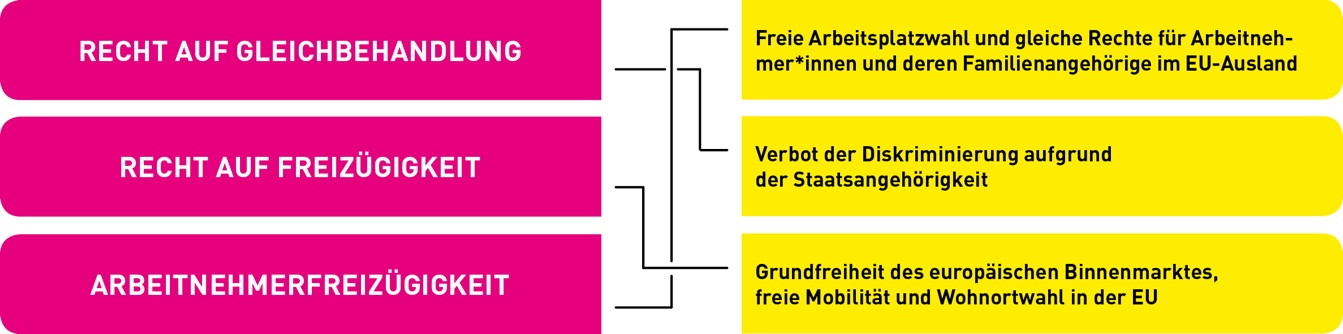 RECHT AUF GLEICHBEHANDLUNG
RECHT AUF FREIZÜGIGKEIT
ARBEITNEHMERFREIZÜGIGKEIT
Freie Arbeitsplatzwahl und gleiche Rechte für Arbeitneh-
mer*innen und deren Familienangehörige im EU-Ausland
Verbot der Diskriminierung aufgrund
der Staatsangehörigkeit
Grundfreiheit des europäischen Binnenmarktes,
freie Mobilität und Wohnortwahl in der EU